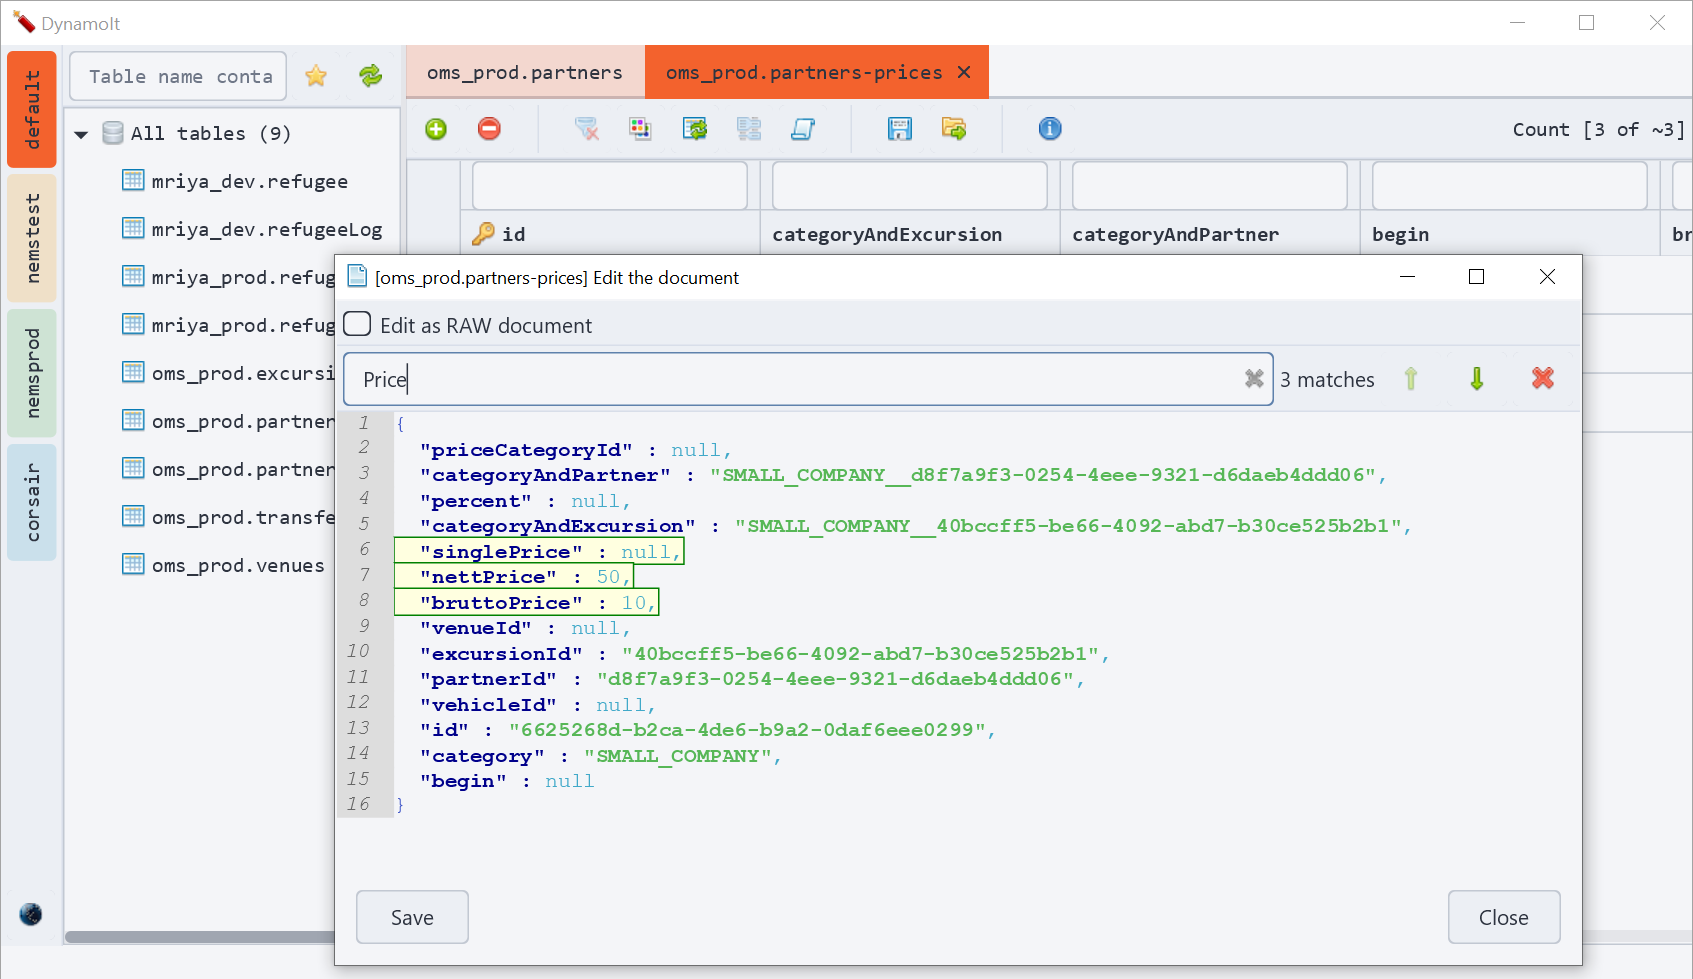 DynamoIt
default
nemstest
nemsprod
corsair
Table name conta
All tables (9)
mriya_dev.refugee
mriya_dev.refugeeLog
mriya_prod.refug
mriya_prod.refug
oms_prod.excursi
oms_prod.partner
oms_prod.partner
oms_prod.transfe
oms_prod.venues
oms_prod.partners
oms_prod.partners-prices
Count [3 of ~3]
id
categoryAndExcursion
categoryAndPartner
begin
br
[oms_prod.partners-prices] Edit the document
Edit as RAW document
Price
3 matches
1 {
2 "priceCategoryId" : null,
3 "categoryAndPartner" : "SMALL_COMPANY__d8f7a9f3-0254-4eee-9321-d6daeb4ddd06",
4 "percent" : null,
5 "categoryAndExcursion" : "SMALL_COMPANY__40bccff5-be66-4092-abd7-b30ce525b2b1",
6 "singlePrice" : null,
7 "nettPrice" : 50,
8 "bruttoPrice" : 10,
9 "venueId" : null,
10 "excursionId" : "40bccff5-be66-4092-abd7-b30ce525b2b1",
11 "partnerId" : "d8f7a9f3-0254-4eee-9321-d6daeb4ddd06",
12 "vehicleId" : null,
13 "id" : "6625268d-b2ca-4de6-b9a2-0daf6eee0299",
14 "category" : "SMALL_COMPANY",
15 "begin" : null
16 }
Save
Close